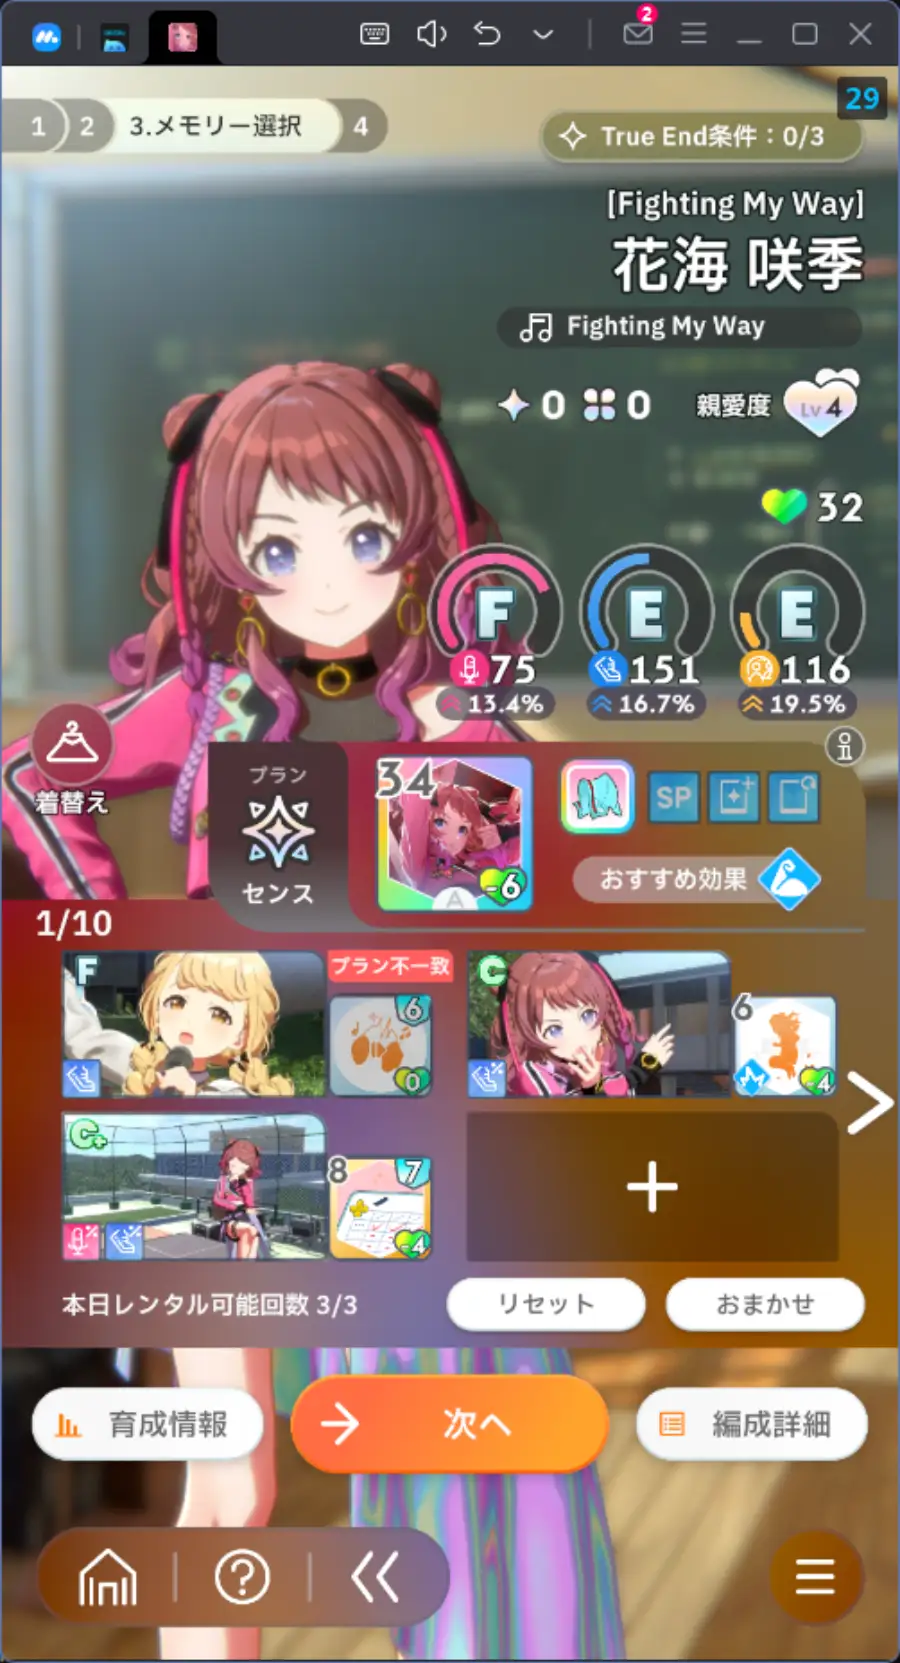 2
29
1
2
3.メモリー選択
4
True End条件：0/3
[Fighting My Way]
花海 咲季
Fighting My Way
0
0
親愛度
Lv 4
32
F
E
E
75
151
116
13.4%
16.7%
19.5%
着替え
プラン
センス
34
A
-6
SP
おすすめ効果
1/10
F
プラン不一致
6
0
C
6
-4
C+
8
7
-4
本日レンタル可能回数 3/3
リセット
おまかせ
育成情報
次へ
編成詳細